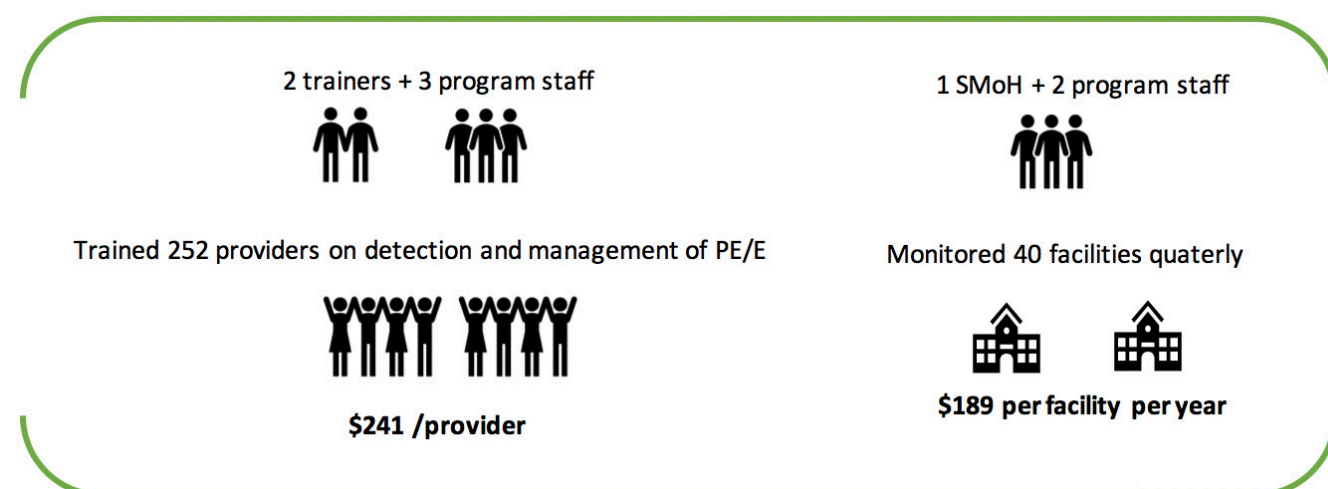 2 trainers + 3 program staff
Trained 252 providers on detection and management of PE/E
$241 /provider
1 SMoH + 2 program staff
Monitored 40 facilities quaterly
$189 per facility per year